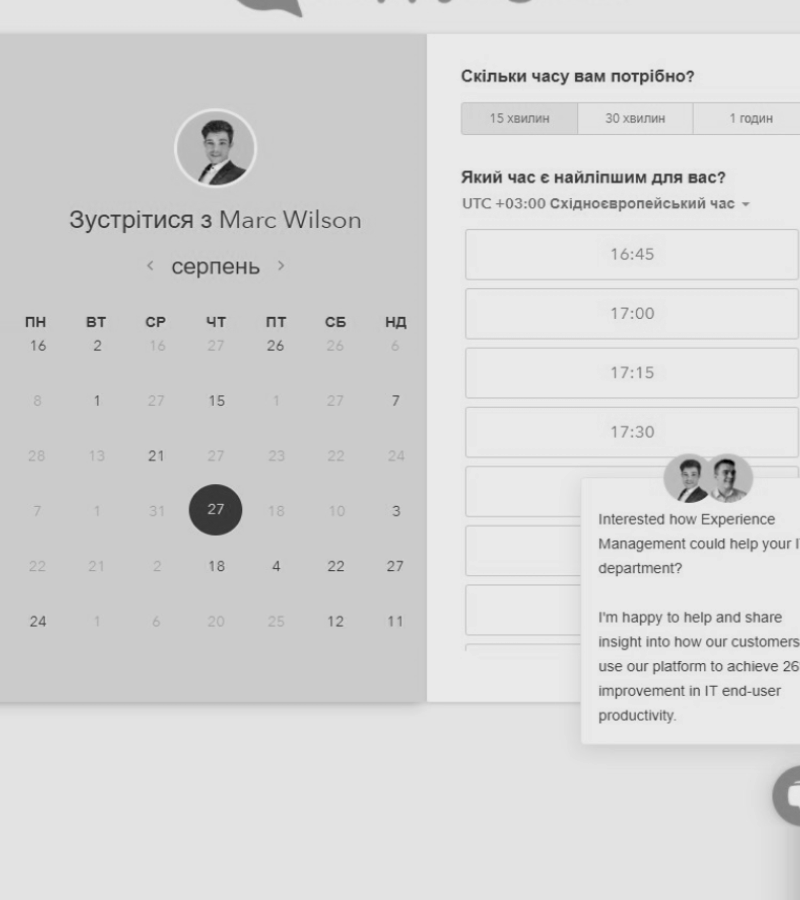 Зустрітися з Marc Wilson
серпень
ПН ВТ СР ЧТ ПТ СБ НД
16 2 16 27 26 26 6
8 1 27 15 1 27 7
28 13 21 27 23 22 24
7 1 31 27 18 10 3
22 21 2 18 4 22 27
24 1 6 20 25 12 11
Скільки часу вам потрібно?
15 хвилин 30 хвилин 1 годин
Який час є найліпшим для вас?
UTC +03:00 Східноєвропейський час
16:45
17:00
17:15
17:30
Interested how Experience
Management could help your
department?
I'm happy to help and share
insight into how our customers
use our platform to achieve 26
improvement in IT end-user
productivity.